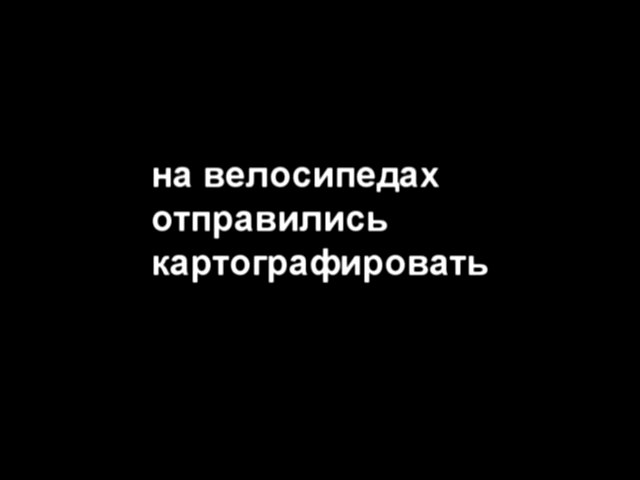 на велосипедах
отправились
картографировать